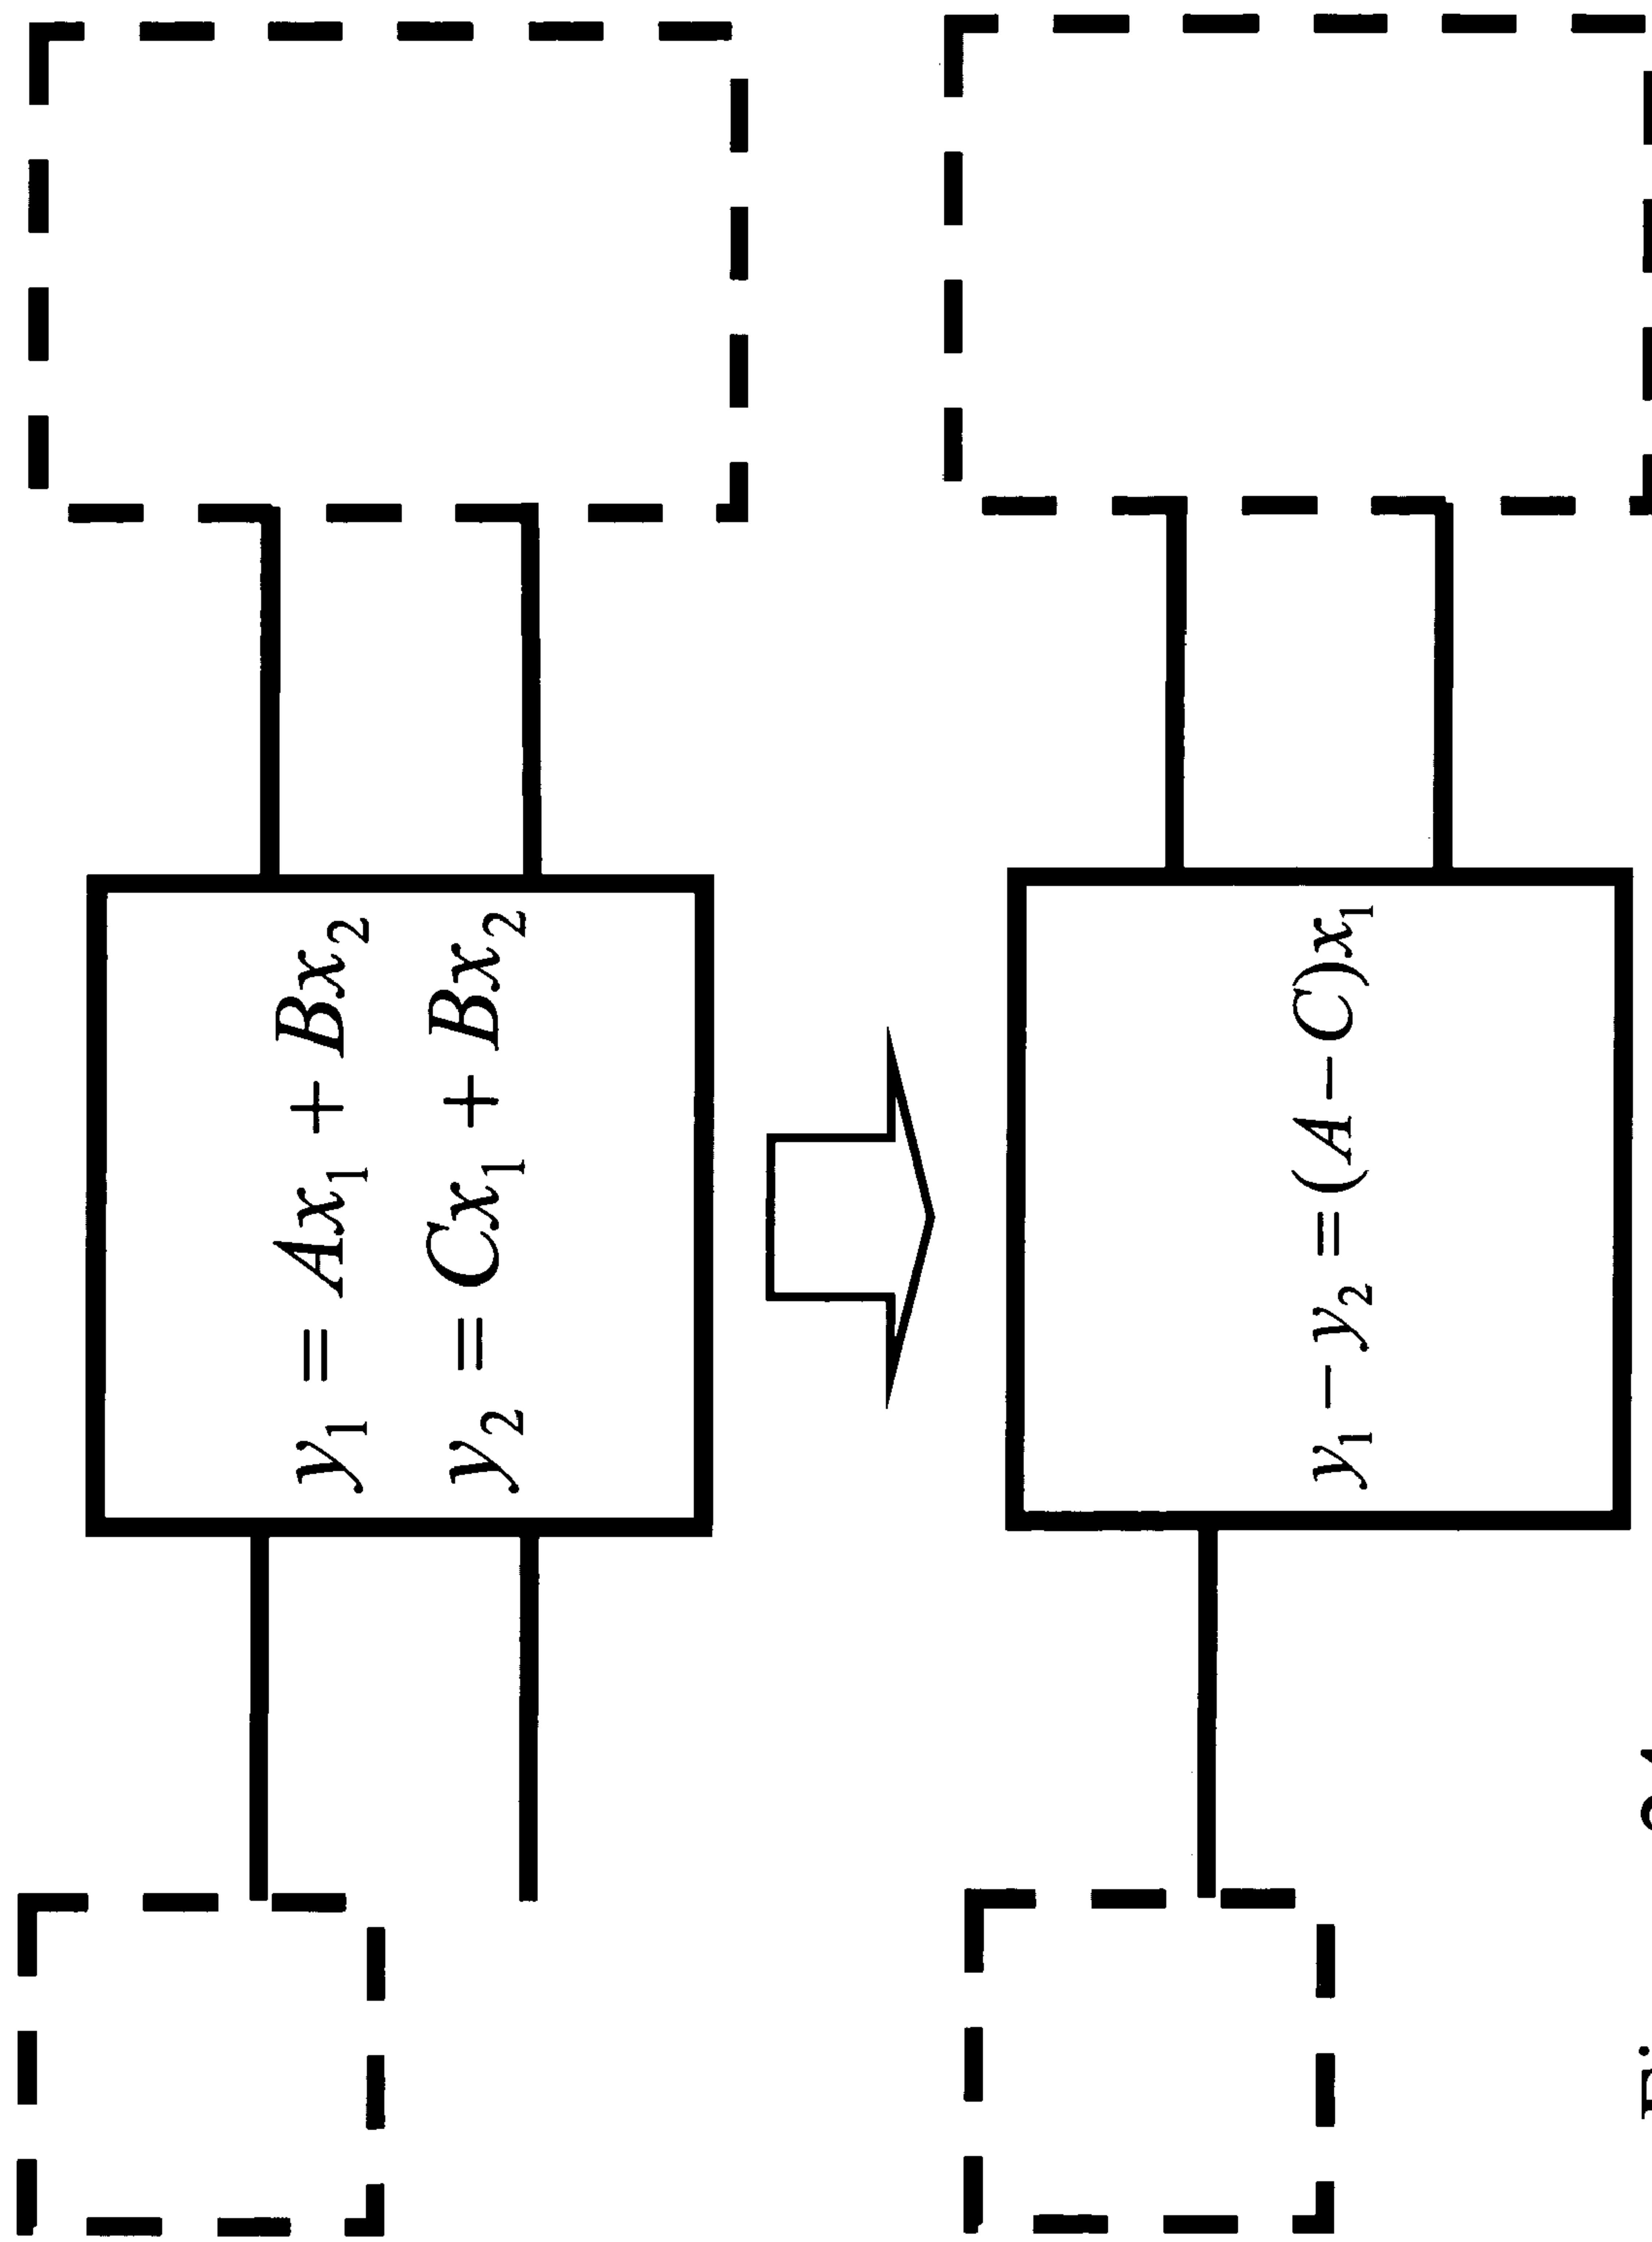 y₁ = Ax₁ + Bx₂
y₂ = Cx₁ + Bx₂
y₁ − y₂ = (A − C)x₁